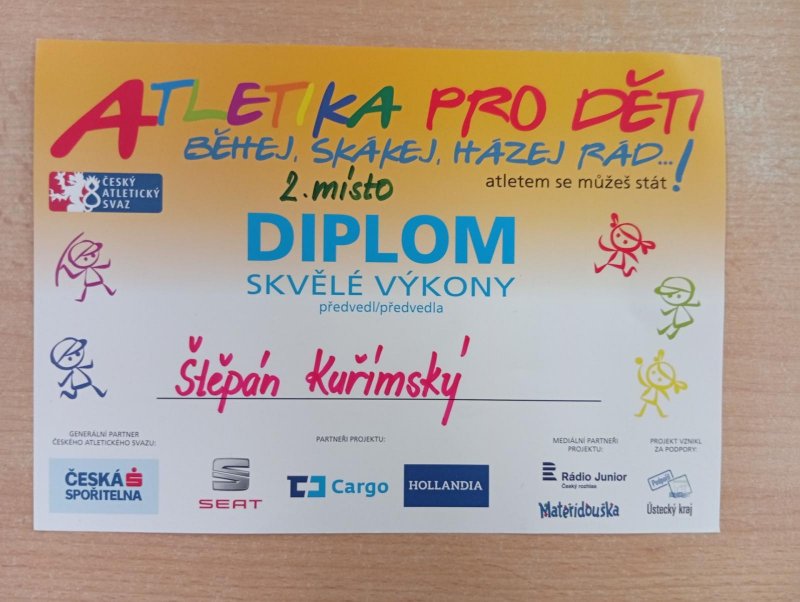 ATLETIKA PRO DĚTI
BĚHEJ, SKÁKEJ, HÁZEJ RÁD...!
atletem se můžeš stát
ČESKÝ
ATLETICKÝ
SVAZ
2. místo
DIPLOM
SKVĚLÉ VÝKONY
předvedl/předvedla
Štěpán Kuřímský
GENERÁLNÍ PARTNER
ČESKÉHO ATLETICKÉHO SVAZU:
ČESKÁ
SPOŘITELNA
PARTNEŘI PROJEKTU:
SEAT
Cargo
HOLLANDIA
MEDIÁLNÍ PARTNEŘI
PROJEKTU:
Rádio Junior
Český rozhlas
Mateřídouška
PROJEKT VZNIKL
ZA PODPORY:
Ústecký kraj